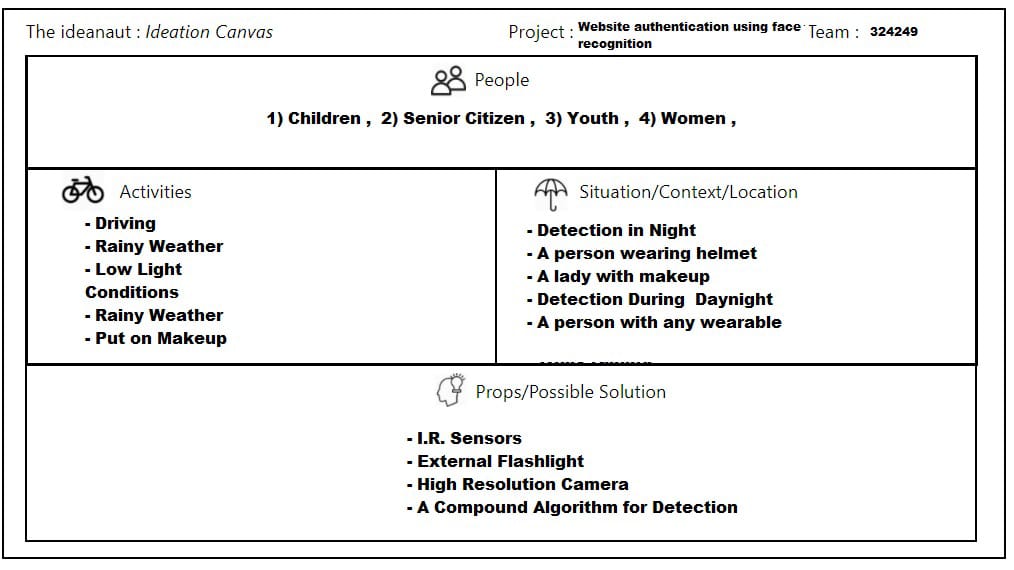 The ideanaut : Ideation Canvas
Project : Website authentication using face recognition
Team : 324249
People
1) Children , 2) Senior Citizen , 3) Youth , 4) Women ,
Activities
- Driving
- Rainy Weather
- Low Light
Conditions
- Rainy Weather
- Put on Makeup
Situation/Context/Location
- Detection in Night
- A person wearing helmet
- A lady with makeup
- Detection During Daynight
- A person with any wearable
Props/Possible Solution
- I.R. Sensors
- External Flashlight
- High Resolution Camera
- A Compound Algorithm for Detection